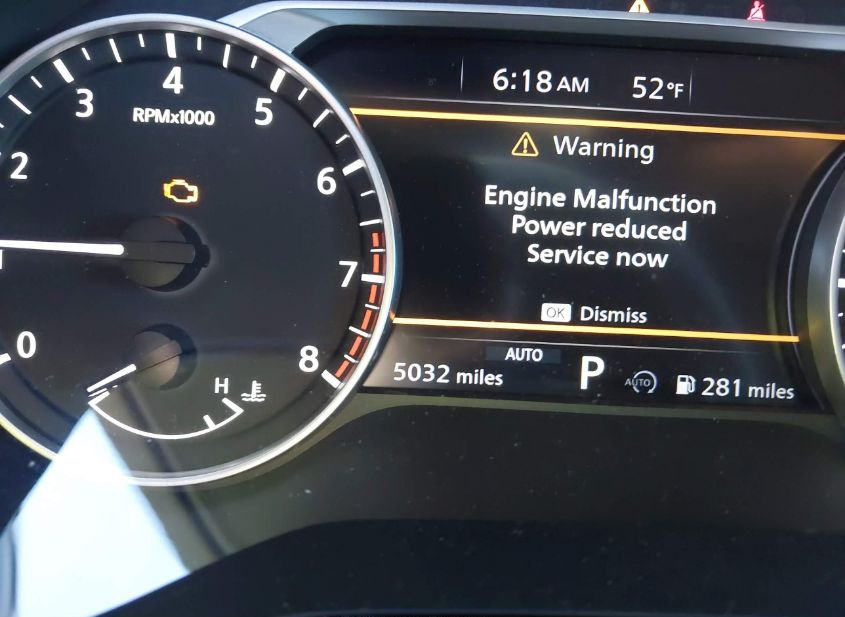 6:18 AM 52°F
Warning
Engine Malfunction
Power reduced
Service now
OK Dismiss
AUTO
5032 miles P AUTO 281 miles
4
3 5
RPMx1000
2 6
1 7
0 8
H